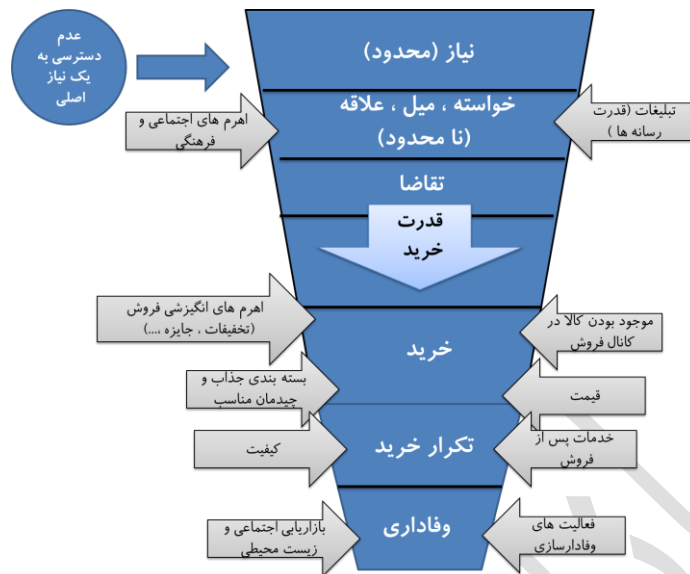 عدم
دسترسی به
یک نیاز
اصلی
نیاز (محدود)
خواسته ، میل ، علاقه
(نا محدود)
تبلیغات (قدرت
رسانه ها )
اهرم های اجتماعی و
فرهنگی
تقاضا
قدرت
خرید
اهرم های انگیزشی فروش
(تخفیفات ، جایزه ،...)
موجود بودن کالا در
کانال فروش
خرید
بسته بندی جذاب و
چیدمان مناسب
قیمت
تکرار خرید
خدمات پس از
فروش
کیفیت
وفاداری
فعالیت های
وفادارسازی
بازاریابی اجتماعی و
زیست محیطی